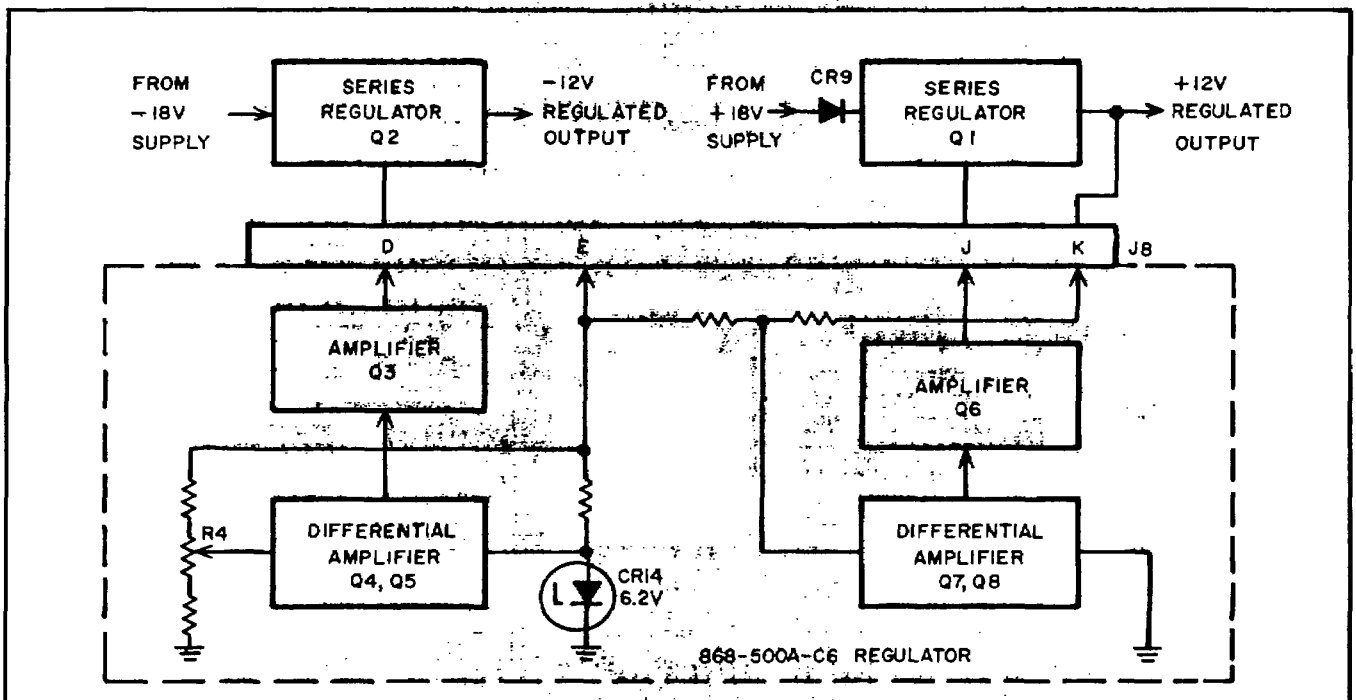 FROM
-18V
SUPPLY
SERIES
REGULATOR
Q2
-12V
REGULATED
OUTPUT
FROM
+18V
SUPPLY
CR9
SERIES
REGULATOR
Q1
+12V
REGULATED
OUTPUT
D
J
K
J8
AMPLIFIER
Q3
AMPLIFIER
Q6
R4
DIFFERENTIAL
AMPLIFIER
Q4, Q5
CR14
6.2V
DIFFERENTIAL
AMPLIFIER
Q7, Q8
868-500A-C6 REGULATOR